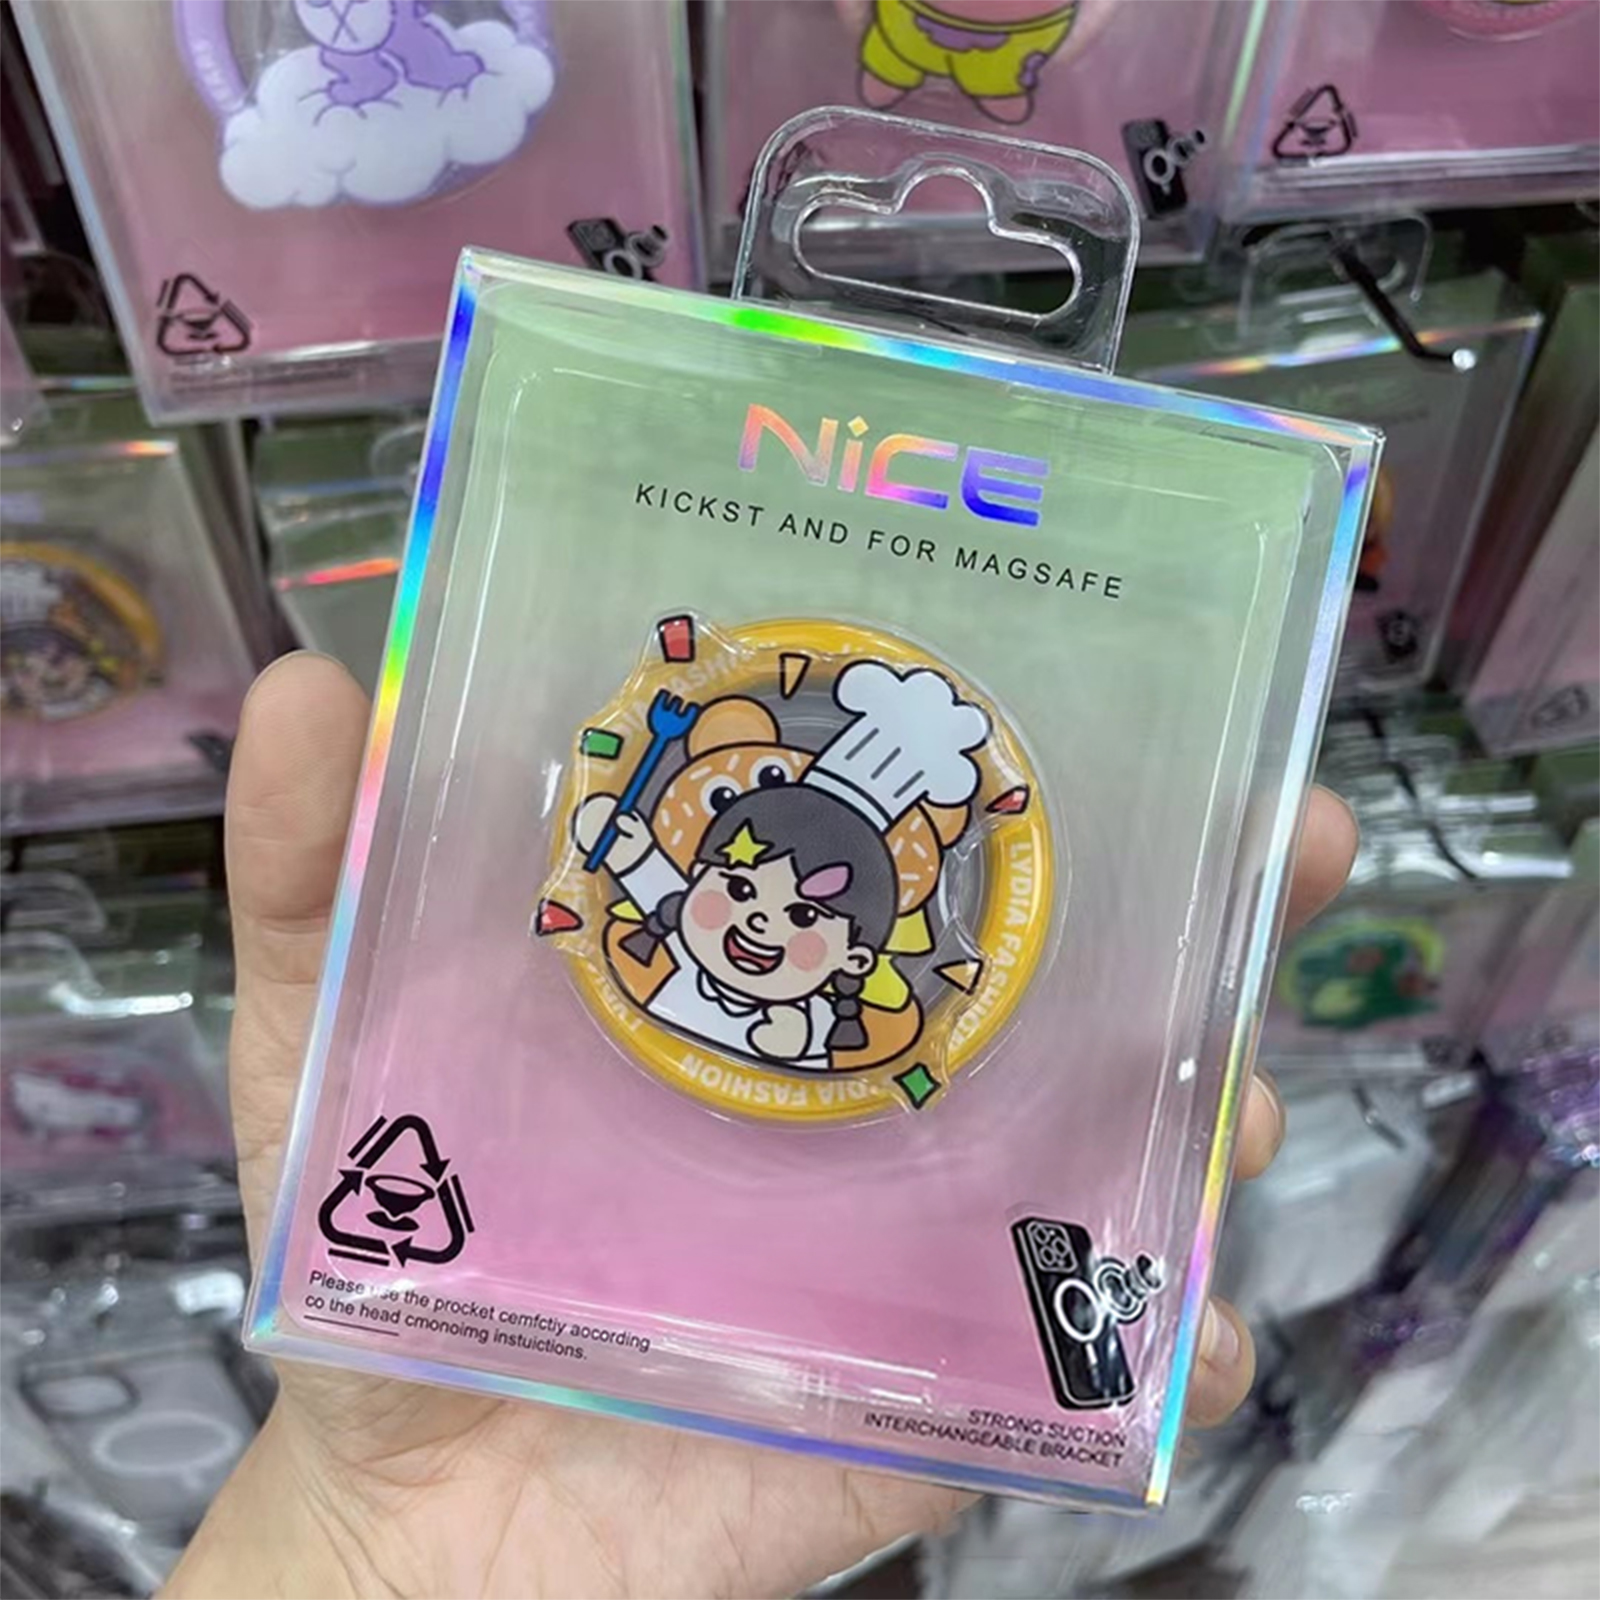 NiCE
KICKST AND FOR MAGSAFE
LYDIA FASHION
DIA FASHION
Please use the procket cemfctiy aocording
co the head cmonoimg instuictions.
STRONG SUCTION
INTERCHANGEABLE BRACKET